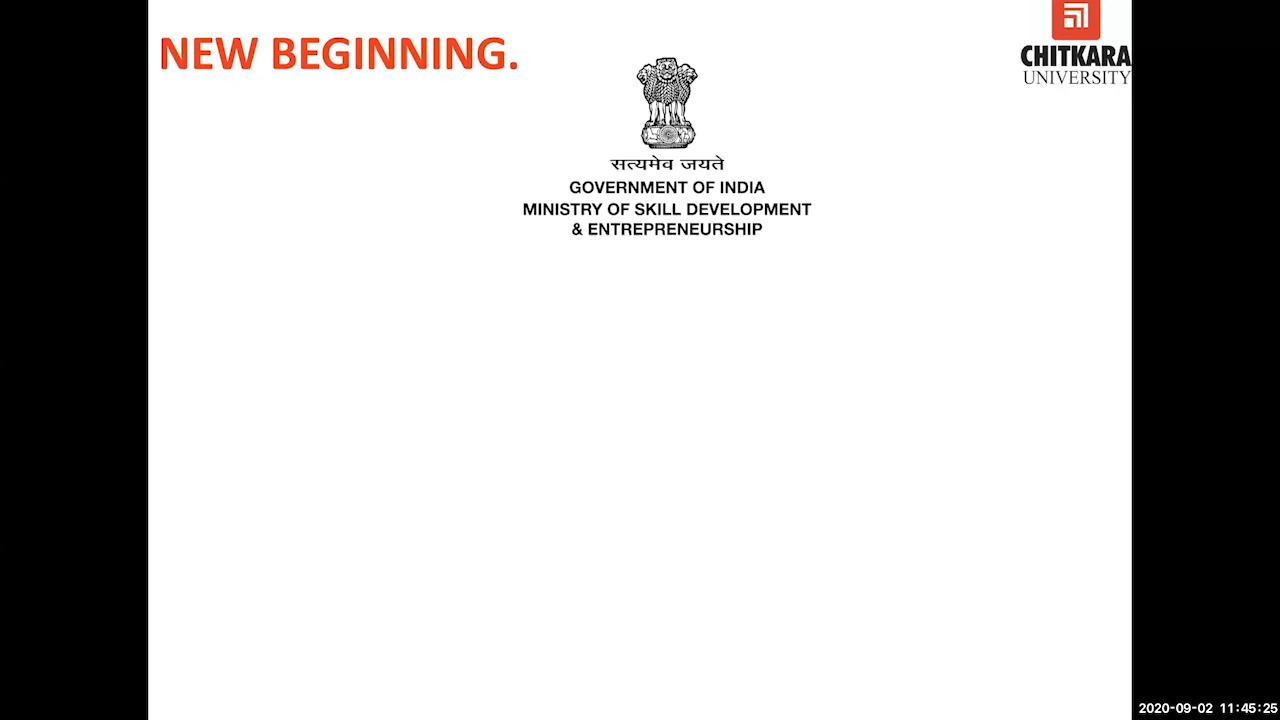 NEW BEGINNING.
CHITKARA
UNIVERSITY
सत्यमेव जयते
GOVERNMENT OF INDIA
MINISTRY OF SKILL DEVELOPMENT
& ENTREPRENEURSHIP
2020-09-02 11:45:25